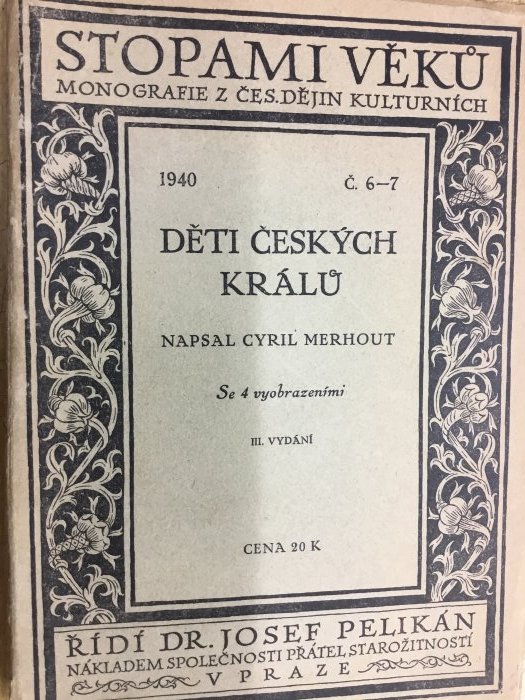 STOPAMI VĚKŮ
MONOGRAFIE Z ČES. DĚJIN KULTURNÍCH
1940 Č. 6—7
DĚTI ČESKÝCH
KRÁLŮ
NAPSAL CYRIL MERHOUT
Se 4 vyobrazeními
III. VYDÁNÍ
CENA 20 K
ŘÍDÍ DR. JOSEF PELIKÁN
NÁKLADEM SPOLEČNOSTI PŘÁTEL STAROŽITNOSTÍ
V PRAZE